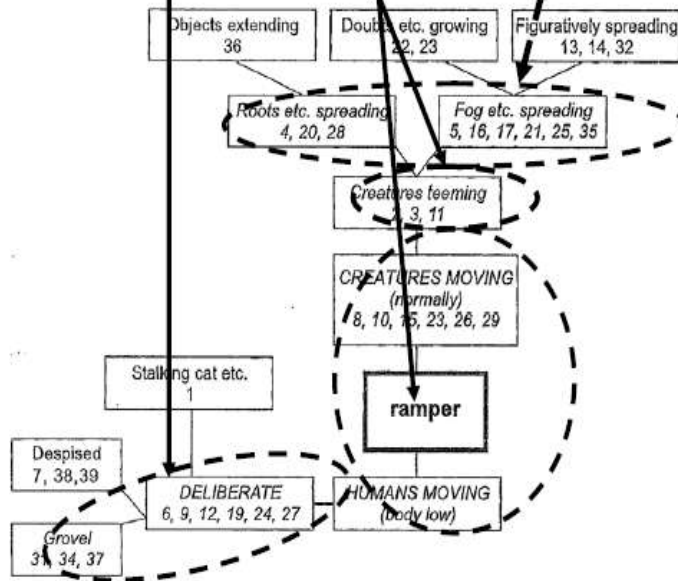 Objects extending
36
Doubts etc. growing
22, 23
Figuratively spreading
13, 14, 32
Roots etc. spreading
4, 20, 28
Fog etc. spreading
5, 16, 17, 21, 25, 35
Creatures teeming
3, 11
CREATURES MOVING
(normally)
8, 10, 15, 23, 26, 29
Stalking cat etc.
1
ramper
Despised
7, 38,39
DELIBERATE
6, 9, 12, 19, 24, 27
HUMANS MOVING
(body low)
Grovel
31, 34, 37